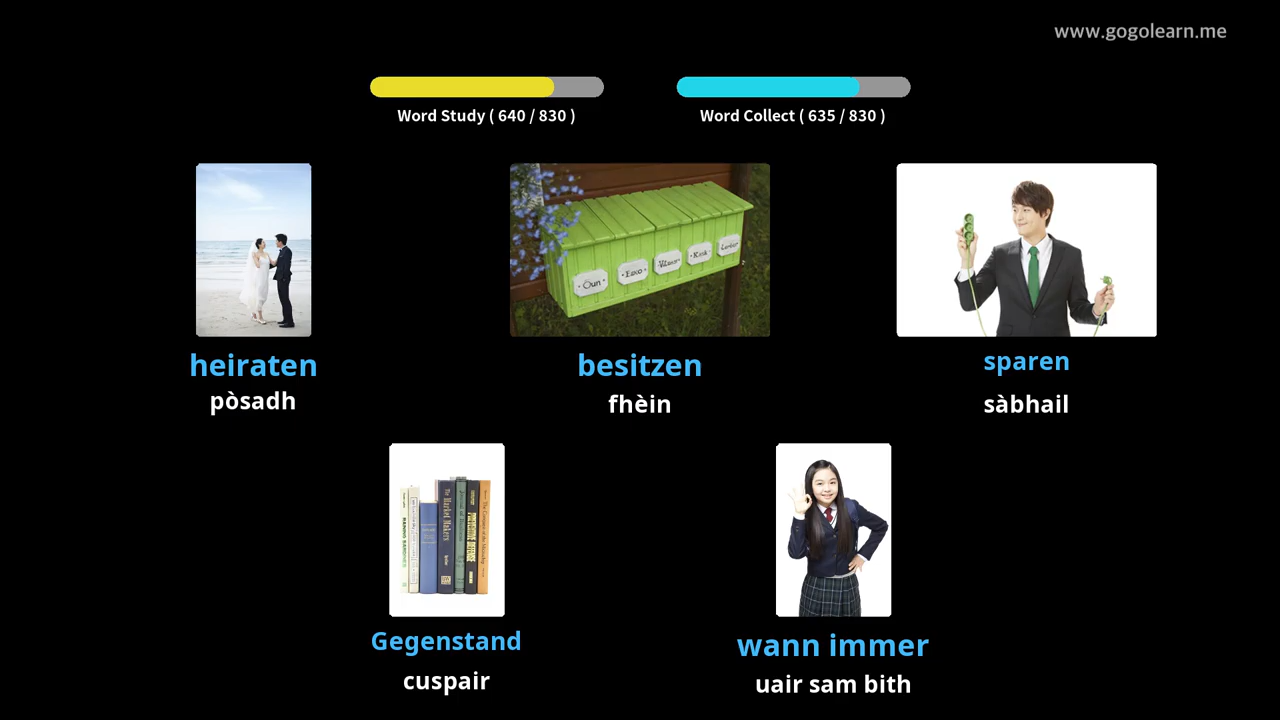 www.gogolearn.me
Word Study ( 640 / 830 )
Word Collect ( 635 / 830 )
heiraten
pòsadh
besitzen
fhèin
sparen
sàbhail
Gegenstand
cuspair
wann immer
uair sam bith